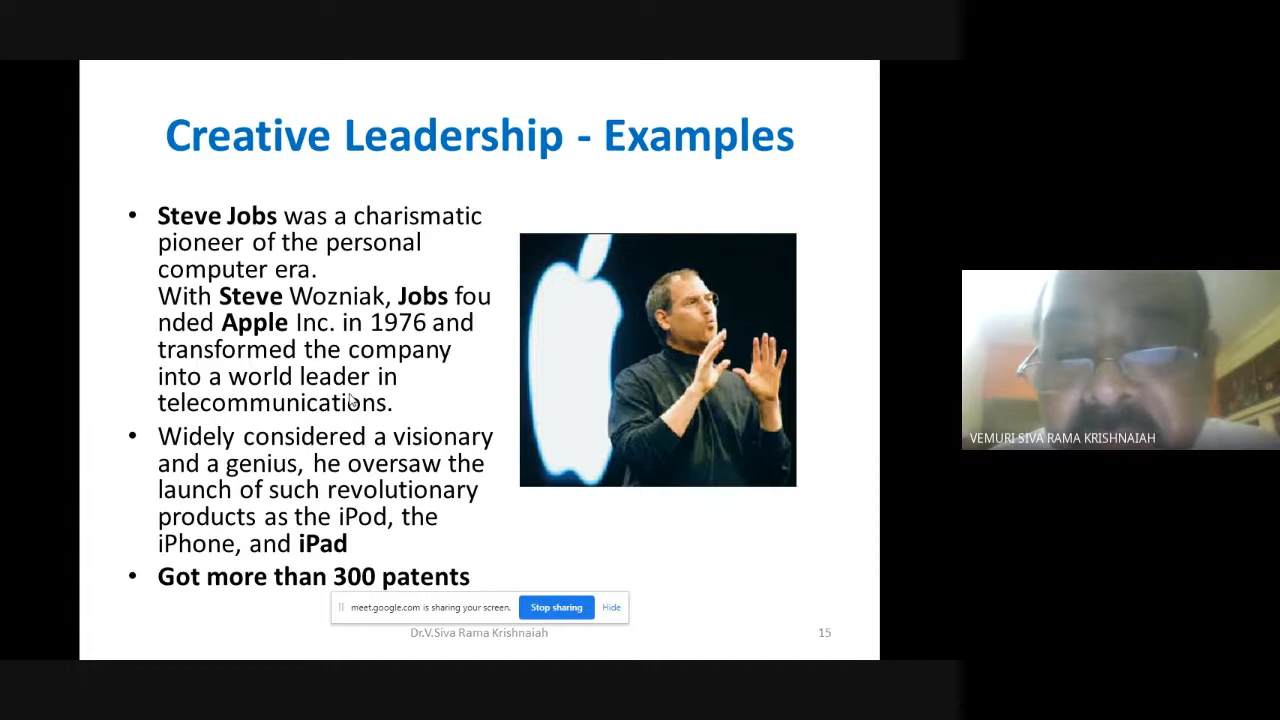 Creative Leadership - Examples
• Steve Jobs was a charismatic
pioneer of the personal
computer era.
With Steve Wozniak, Jobs fou
nded Apple Inc. in 1976 and
transformed the company
into a world leader in
telecommunications.
• Widely considered a visionary
and a genius, he oversaw the
launch of such revolutionary
products as the iPod, the
iPhone, and iPad
• Got more than 300 patents
meet.google.com is sharing your screen. Stop sharing Hide
Dr.V.Siva Rama Krishnaiah 15
VEMURI SIVA RAMA KRISHNAIAH